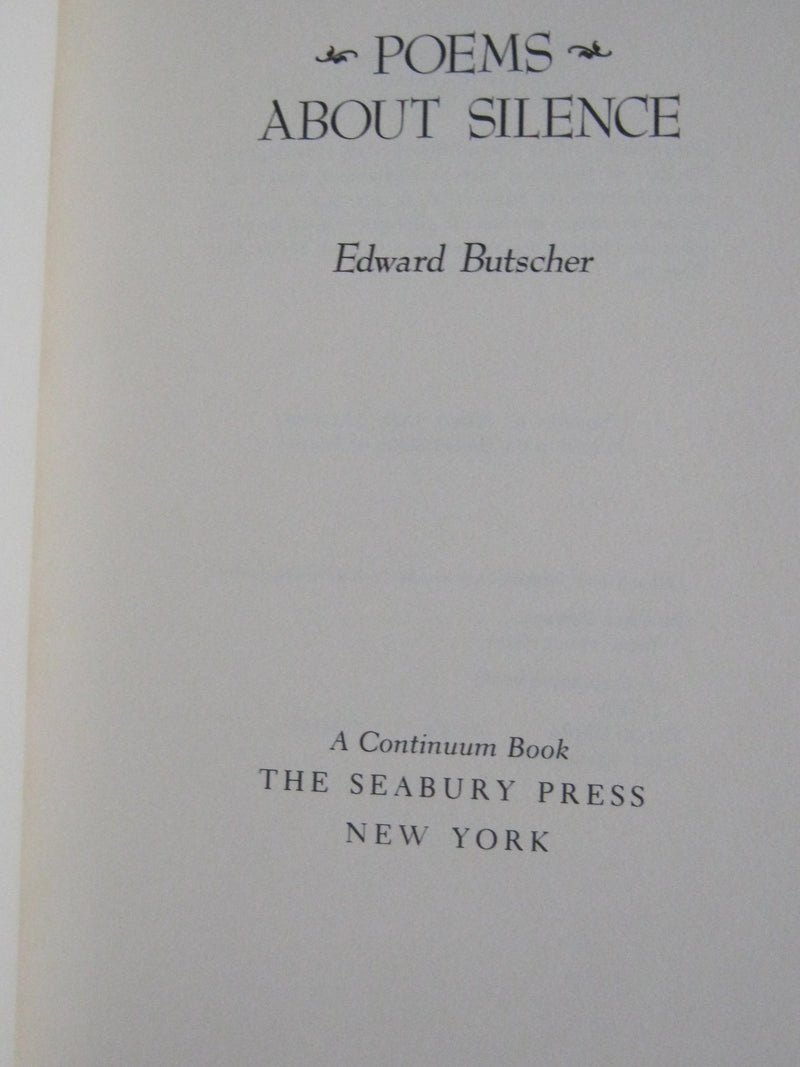 POEMS
ABOUT SILENCE
Edward Butscher
A Continuum Book
THE SEABURY PRESS
NEW YORK